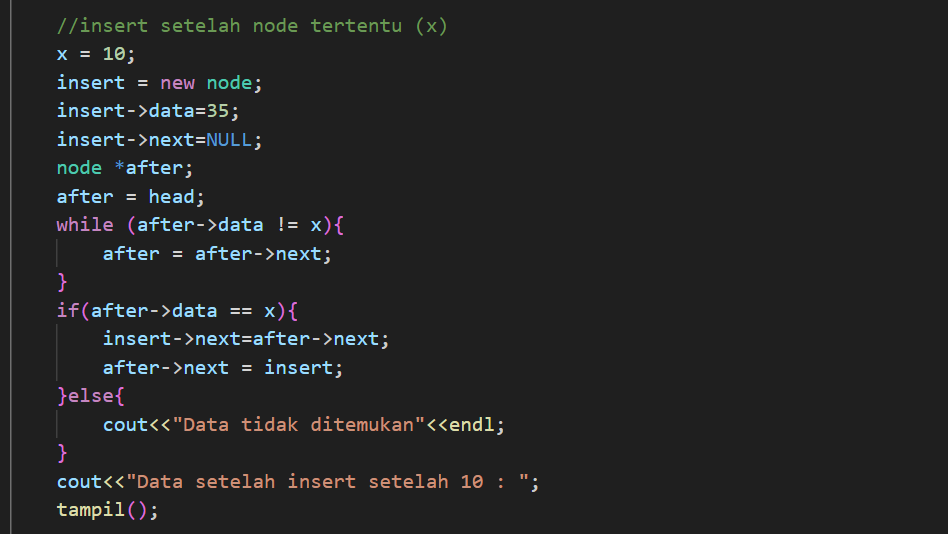 //insert setelah node tertentu (x)
x = 10;
insert = new node;
insert->data=35;
insert->next=NULL;
node *after;
after = head;
while (after->data != x){
    after = after->next;
}
if(after->data == x){
    insert->next=after->next;
    after->next = insert;
}else{
    cout<<"Data tidak ditemukan"<<endl;
}
cout<<"Data setelah insert setelah 10 : ";
tampil();